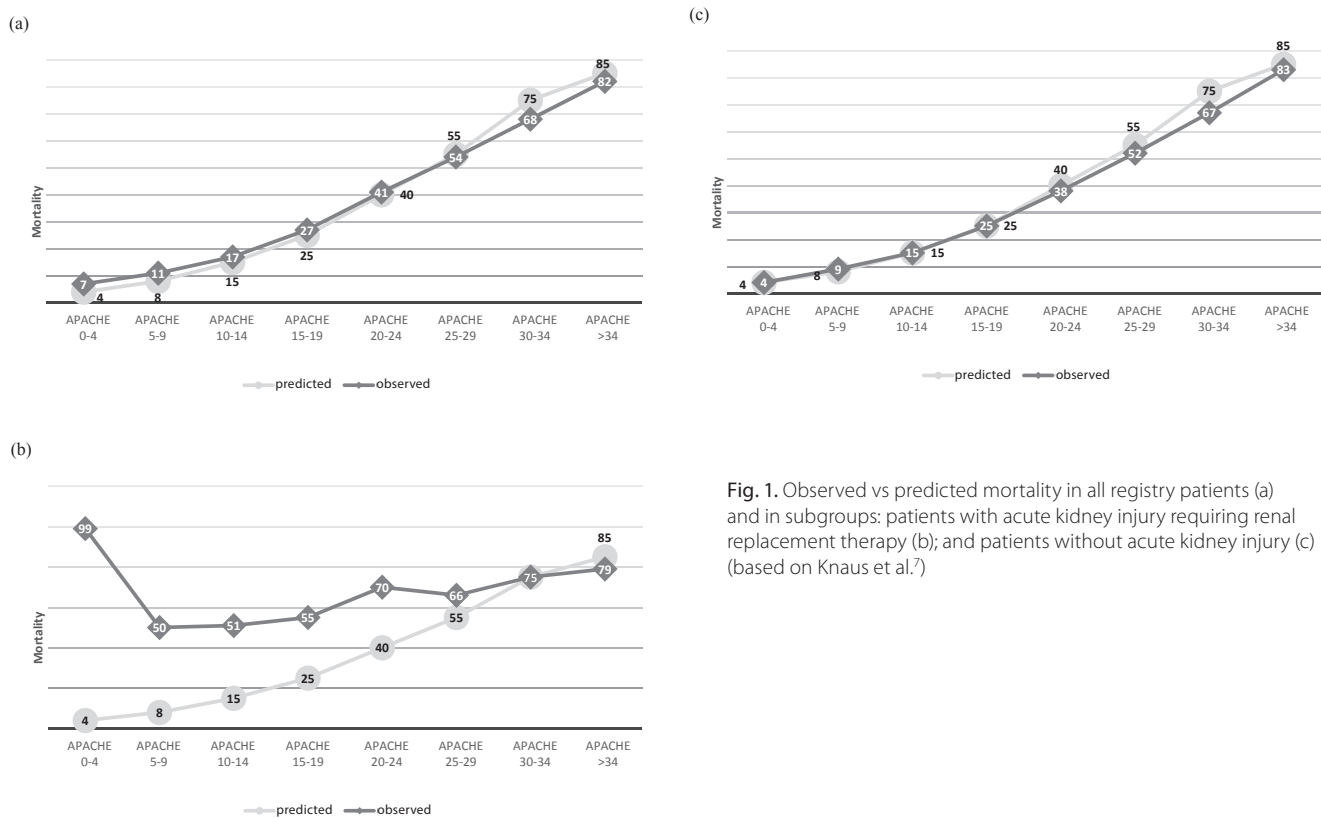 (a)
Mortality
85
82
75
68
55
54
41
40
27
25
17
15
11
8
7
4
APACHE APACHE APACHE APACHE APACHE APACHE APACHE APACHE
0-4 5-9 10-14 15-19 20-24 25-29 30-34 >34
predicted observed
(c)
Mortality
85
83
75
67
55
52
40
38
25 25
15 15
8 9
4 4
APACHE APACHE APACHE APACHE APACHE APACHE APACHE APACHE
0-4 5-9 10-14 15-19 20-24 25-29 30-34 >34
predicted observed
(b)
Mortality
99
50
51
55
70
66
75
79
85
4
8
15
25
40
55
APACHE APACHE APACHE APACHE APACHE APACHE APACHE APACHE
0-4 5-9 10-14 15-19 20-24 25-29 30-34 >34
predicted observed
Fig. 1. Observed vs predicted mortality in all registry patients (a)
and in subgroups: patients with acute kidney injury requiring renal
replacement therapy (b); and patients without acute kidney injury (c)
(based on Knaus et al.⁷)